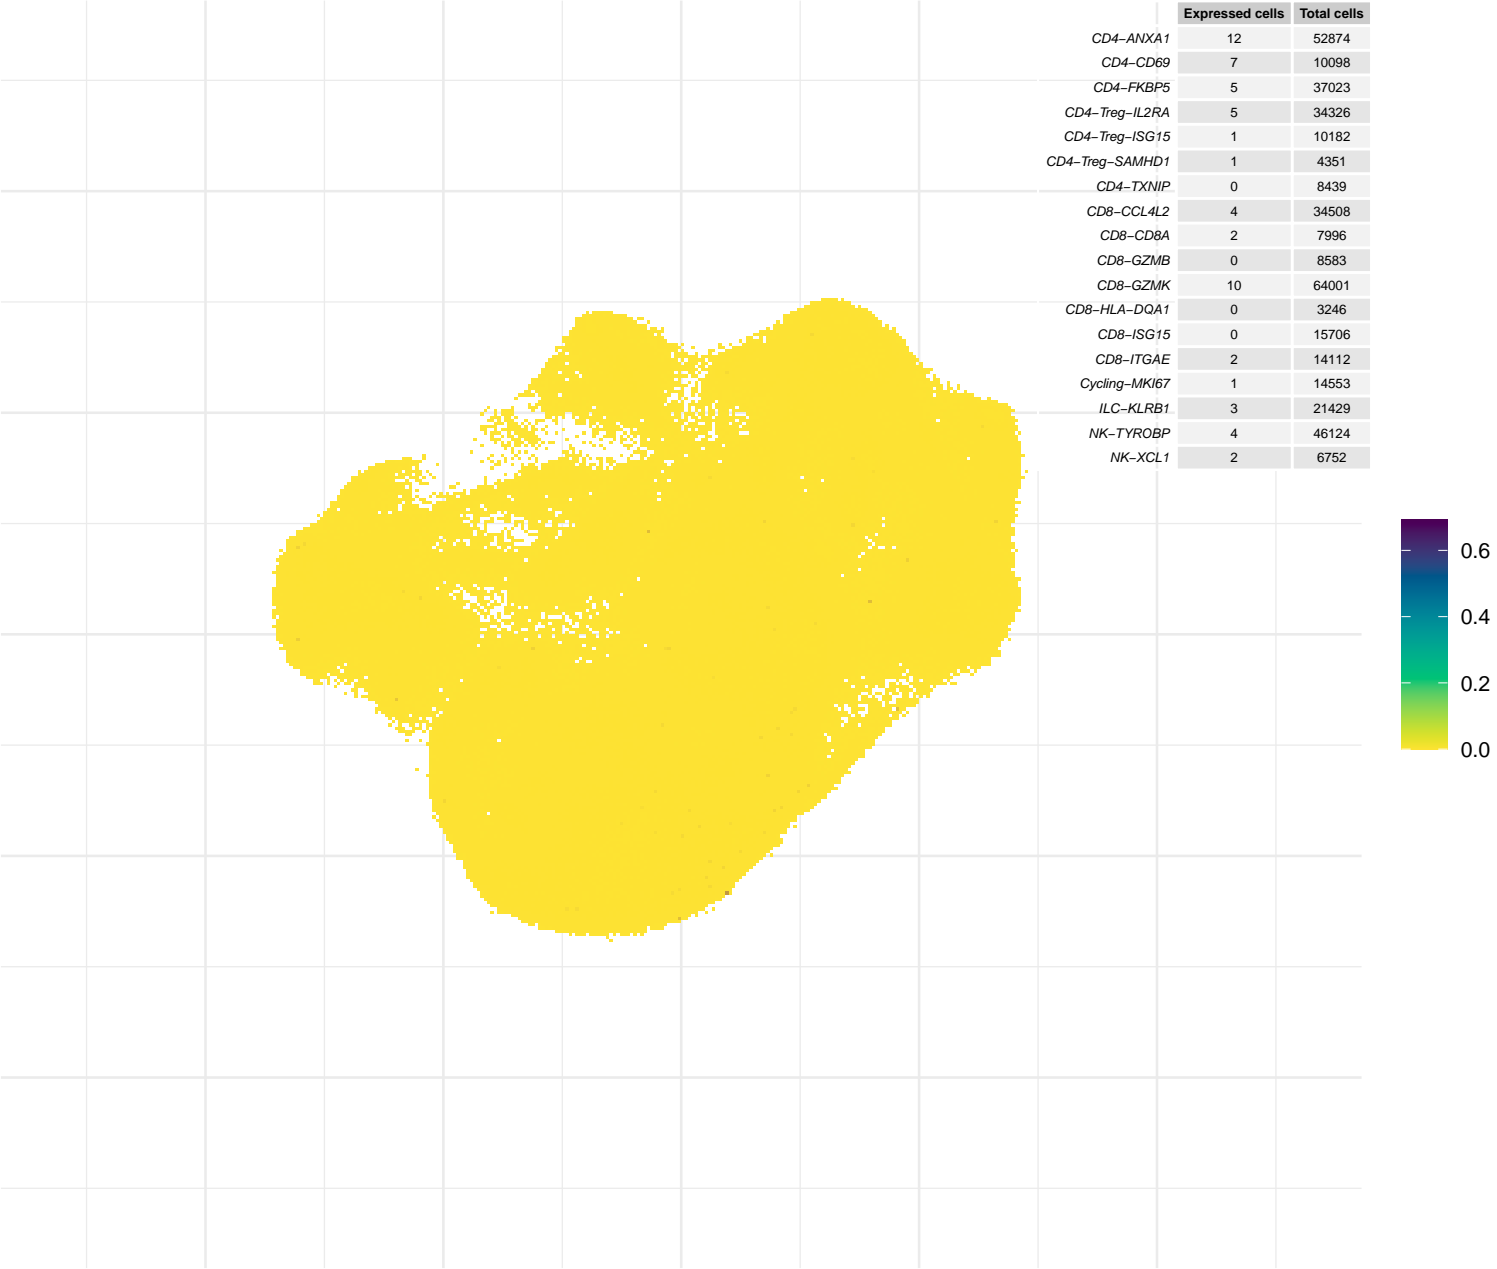 Expressed cells Total cells
CD4−ANXA1 12 52874
CD4−CD69 7 10098
CD4−FKBP5 5 37023
CD4−Treg−IL2RA 5 34326
CD4−Treg−ISG15 1 10182
CD4−Treg−SAMHD1 1 4351
CD4−TXNIP 0 8439
CD8−CCL4L2 4 34508
CD8−CD8A 2 7996
CD8−GZMB 0 8583
CD8−GZMK 10 64001
CD8−HLA−DQA1 0 3246
CD8−ISG15 0 15706
CD8−ITGAE 2 14112
Cycling−MKI67 1 14553
ILC−KLRB1 3 21429
NK−TYROBP 4 46124
NK−XCL1 2 6752
0.6
0.4
0.2
0.0